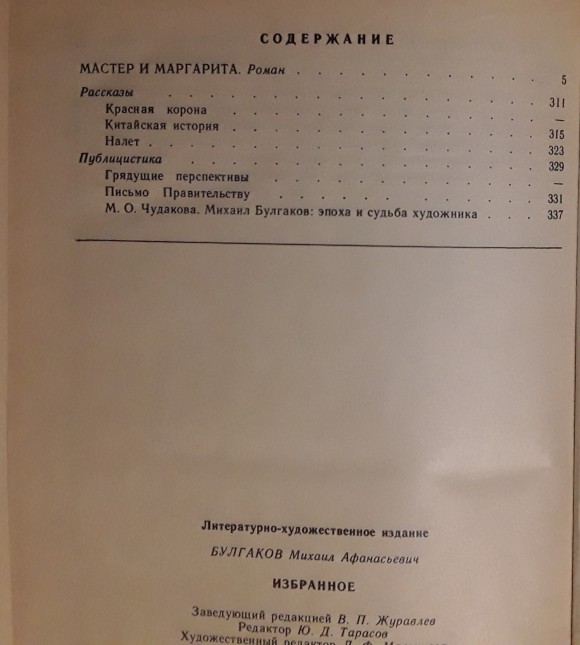 СОДЕРЖАНИЕ
МАСТЕР И МАРГАРИТА. Роман . . . . . . . . . . . 5
Рассказы . . . . . . . . . . . . . . . 311
Красная корона . . . . . . . . . . . . . —
Китайская история . . . . . . . . . . . . . 315
Налет . . . . . . . . . . . . . . . . 323
Публицистика . . . . . . . . . . . . . . 329
Грядущие перспективы . . . . . . . . . . . —
Письмо Правительству . . . . . . . . . . . 331
М. О. Чудакова. Михаил Булгаков: эпоха и судьба художника . . . 337
Литературно-художественное издание
БУЛГАКОВ Михаил Афанасьевич
ИЗБРАННОЕ
Заведующий редакцией В. П. Журавлев
Редактор Ю. Д. Тарасов
Художественный редактор